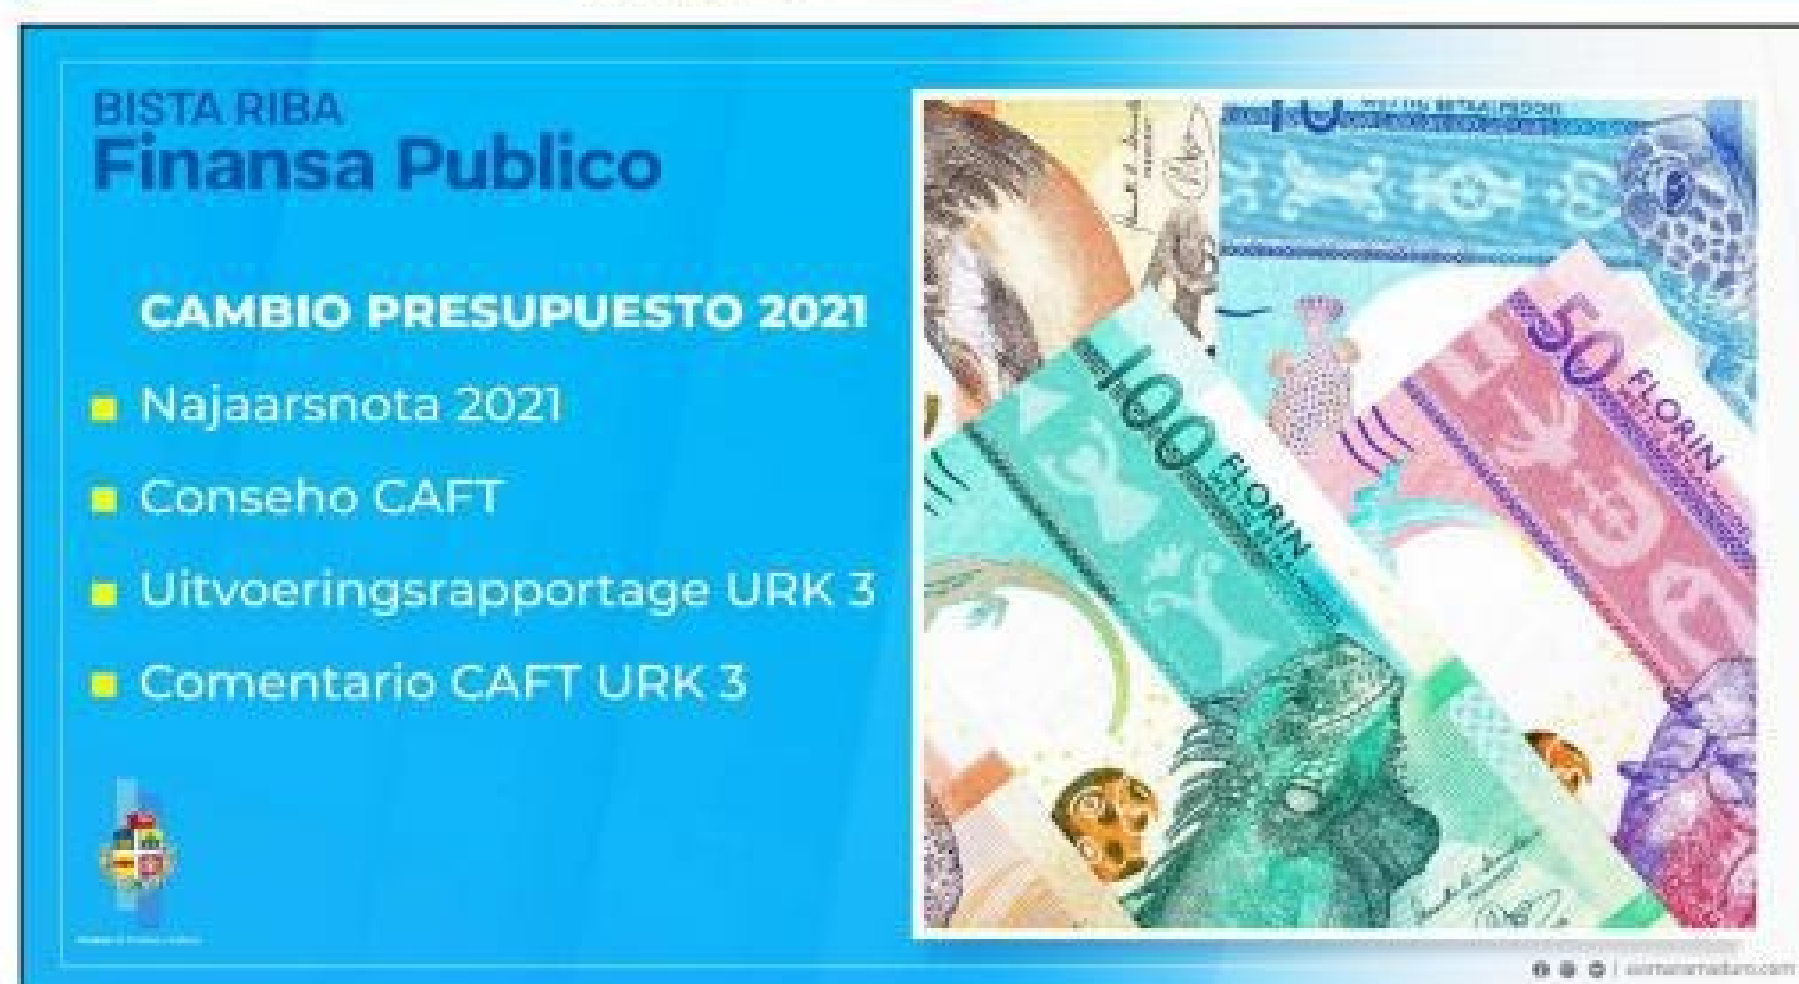 BISTA RIBA
Finansa Publico
CAMBIO PRESUPUESTO 2021
Najaarsnota 2021
Conseho CAFT
Uitvoeringsrapportage URK 3
Comentario CAFT URK 3
100 FLORIN
50 FLORIN
10